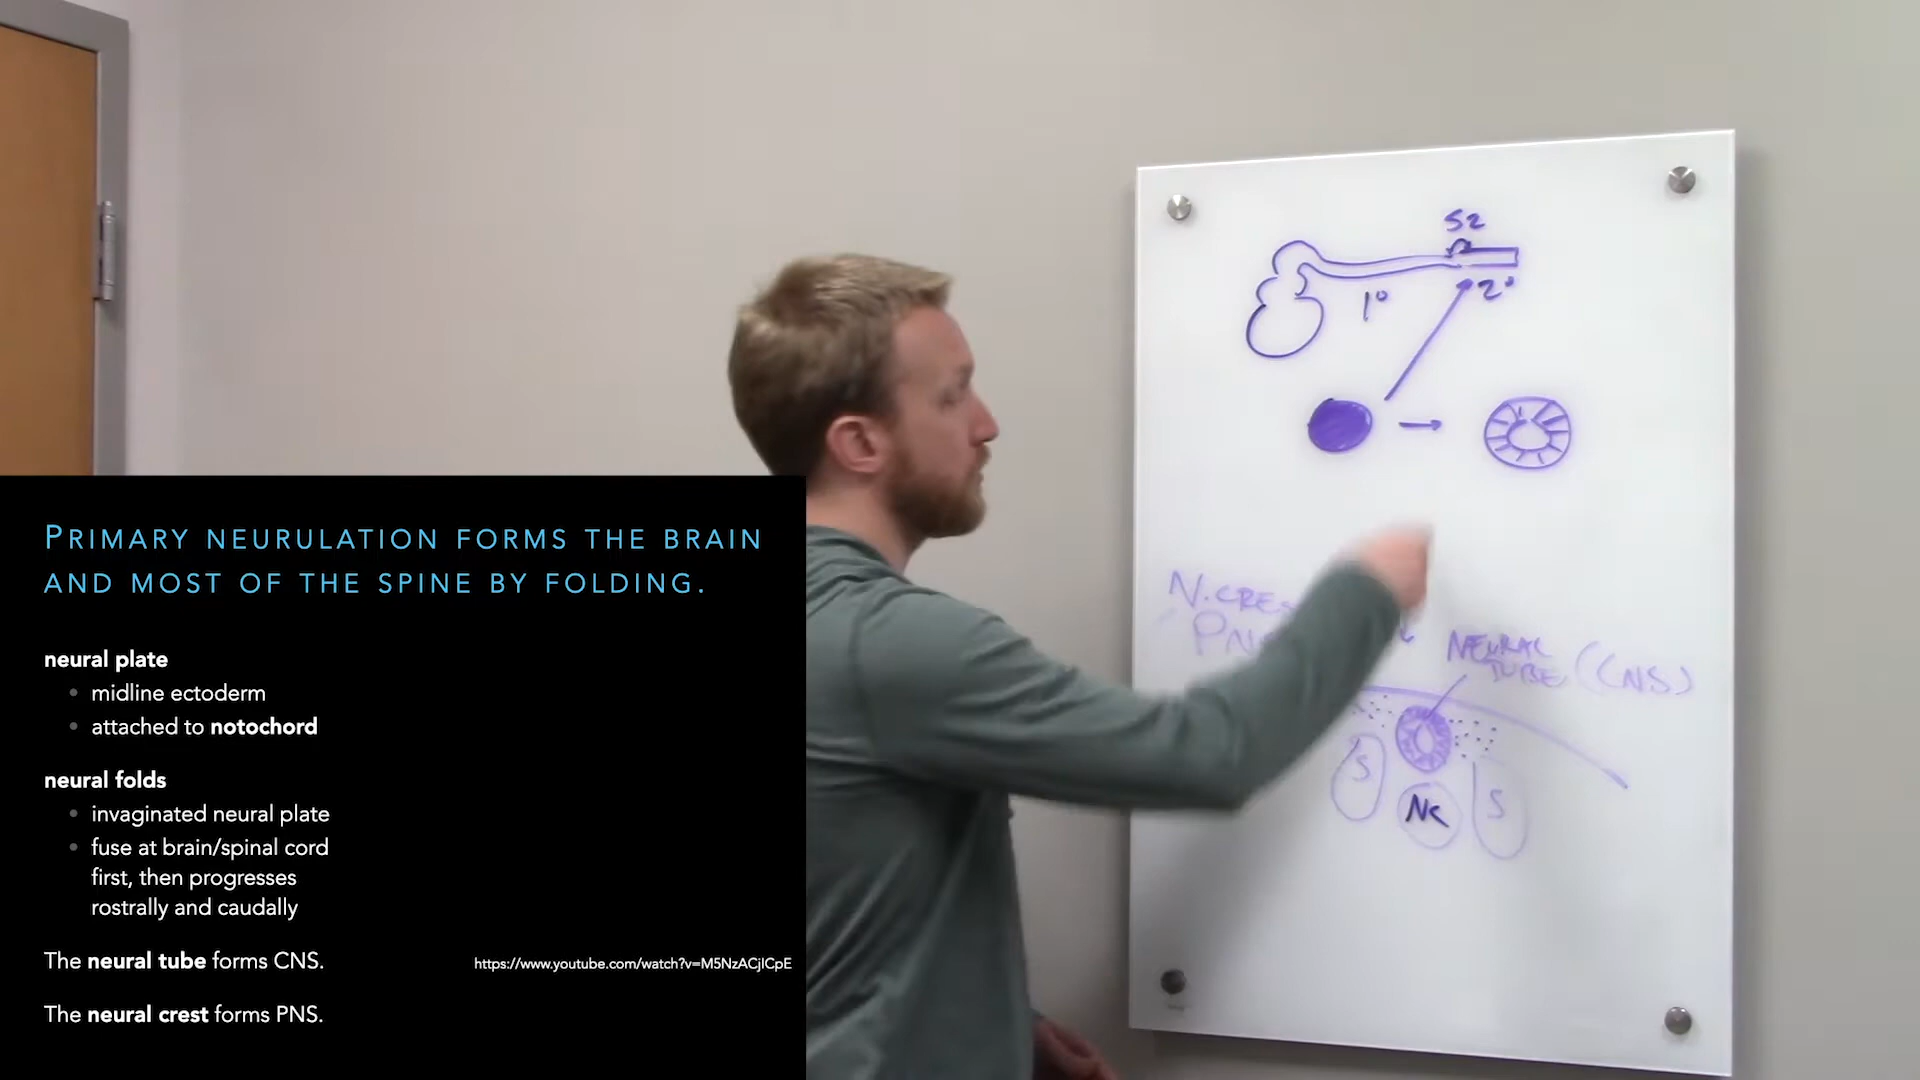 PRIMARY NEURULATION FORMS THE BRAIN
AND MOST OF THE SPINE BY FOLDING.
neural plate
• midline ectoderm
• attached to notochord
neural folds
• invaginated neural plate
• fuse at brain/spinal cord
first, then progresses
rostrally and caudally
The neural tube forms CNS.
https://www.youtube.com/watch?v=M5NzACjICpE
The neural crest forms PNS.
S2
1°
2°
N.CRES
PN
NEURAL
TUBE (CNS)
S
NC
S